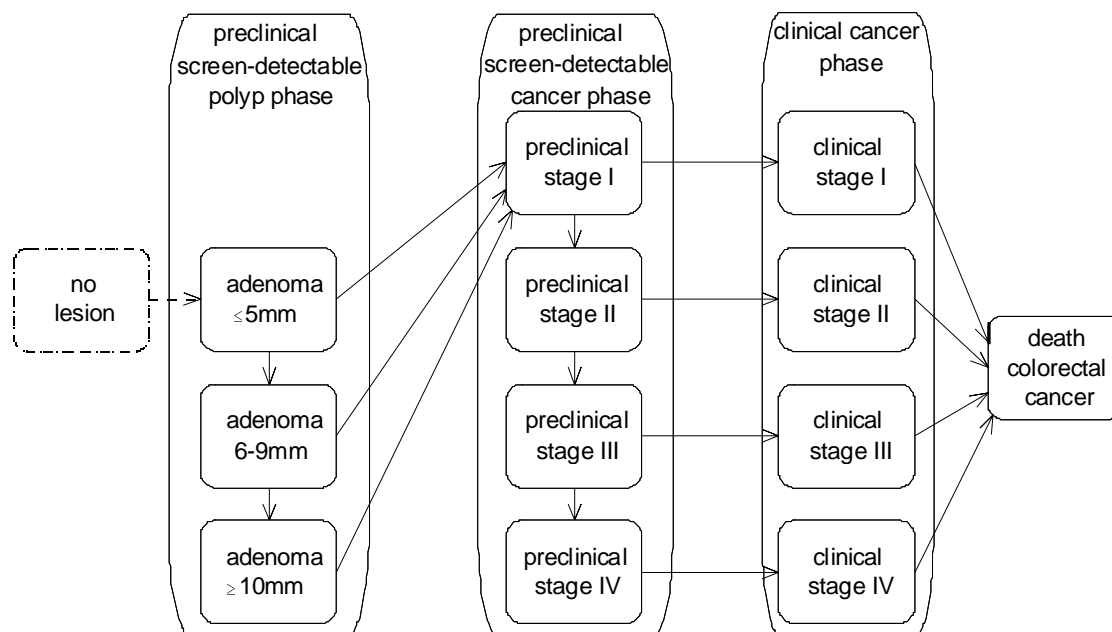 preclinical
screen-detectable
polyp phase
preclinical
screen-detectable
cancer phase
clinical cancer
phase
no
lesion
adenoma
≤5mm
adenoma
6-9mm
adenoma
≥10mm
preclinical
stage I
preclinical
stage II
preclinical
stage III
preclinical
stage IV
clinical
stage I
clinical
stage II
clinical
stage III
clinical
stage IV
death
colorectal
cancer